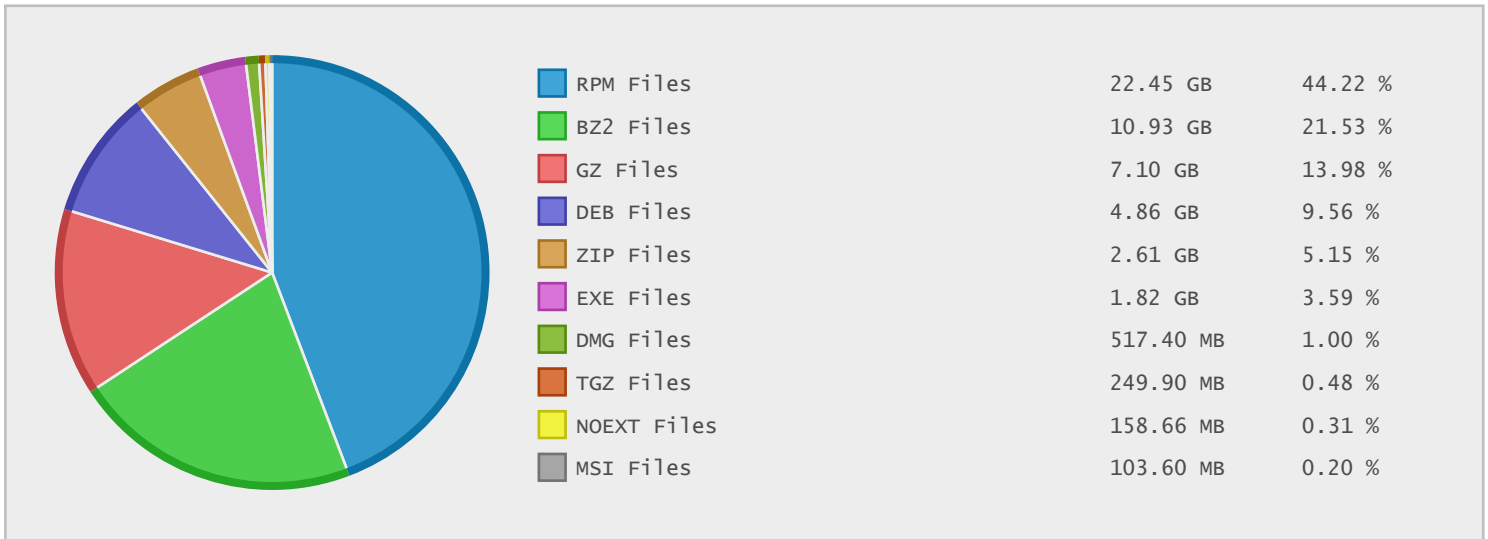 RPM Files 22.45 GB 44.22 %
BZ2 Files 10.93 GB 21.53 %
GZ Files 7.10 GB 13.98 %
DEB Files 4.86 GB 9.56 %
ZIP Files 2.61 GB 5.15 %
EXE Files 1.82 GB 3.59 %
DMG Files 517.40 MB 1.00 %
TGZ Files 249.90 MB 0.48 %
NOEXT Files 158.66 MB 0.31 %
MSI Files 103.60 MB 0.20 %